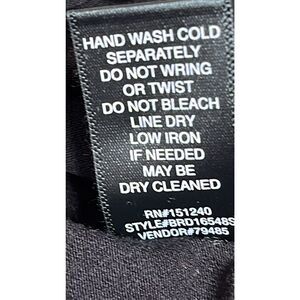 HAND WASH COLD
SEPARATELY
DO NOT WRING
OR TWIST
DO NOT BLEACH
LINE DRY
LOW IRON
IF NEEDED
MAY BE
DRY CLEANED
RN#151240
STYLE#BRD16548S
VENDOR#79485